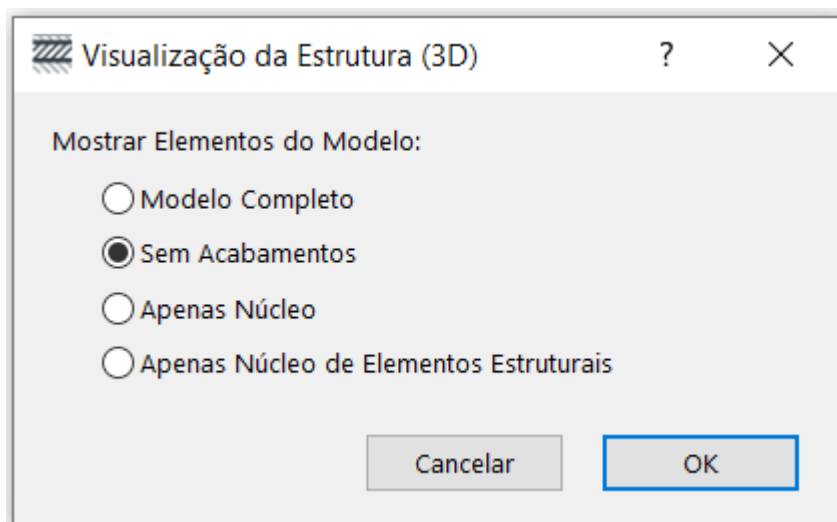 Visualização da Estrutura (3D) ?
Mostrar Elementos do Modelo:
Modelo Completo
Sem Acabamentos
Apenas Núcleo
Apenas Núcleo de Elementos Estruturais
Cancelar OK